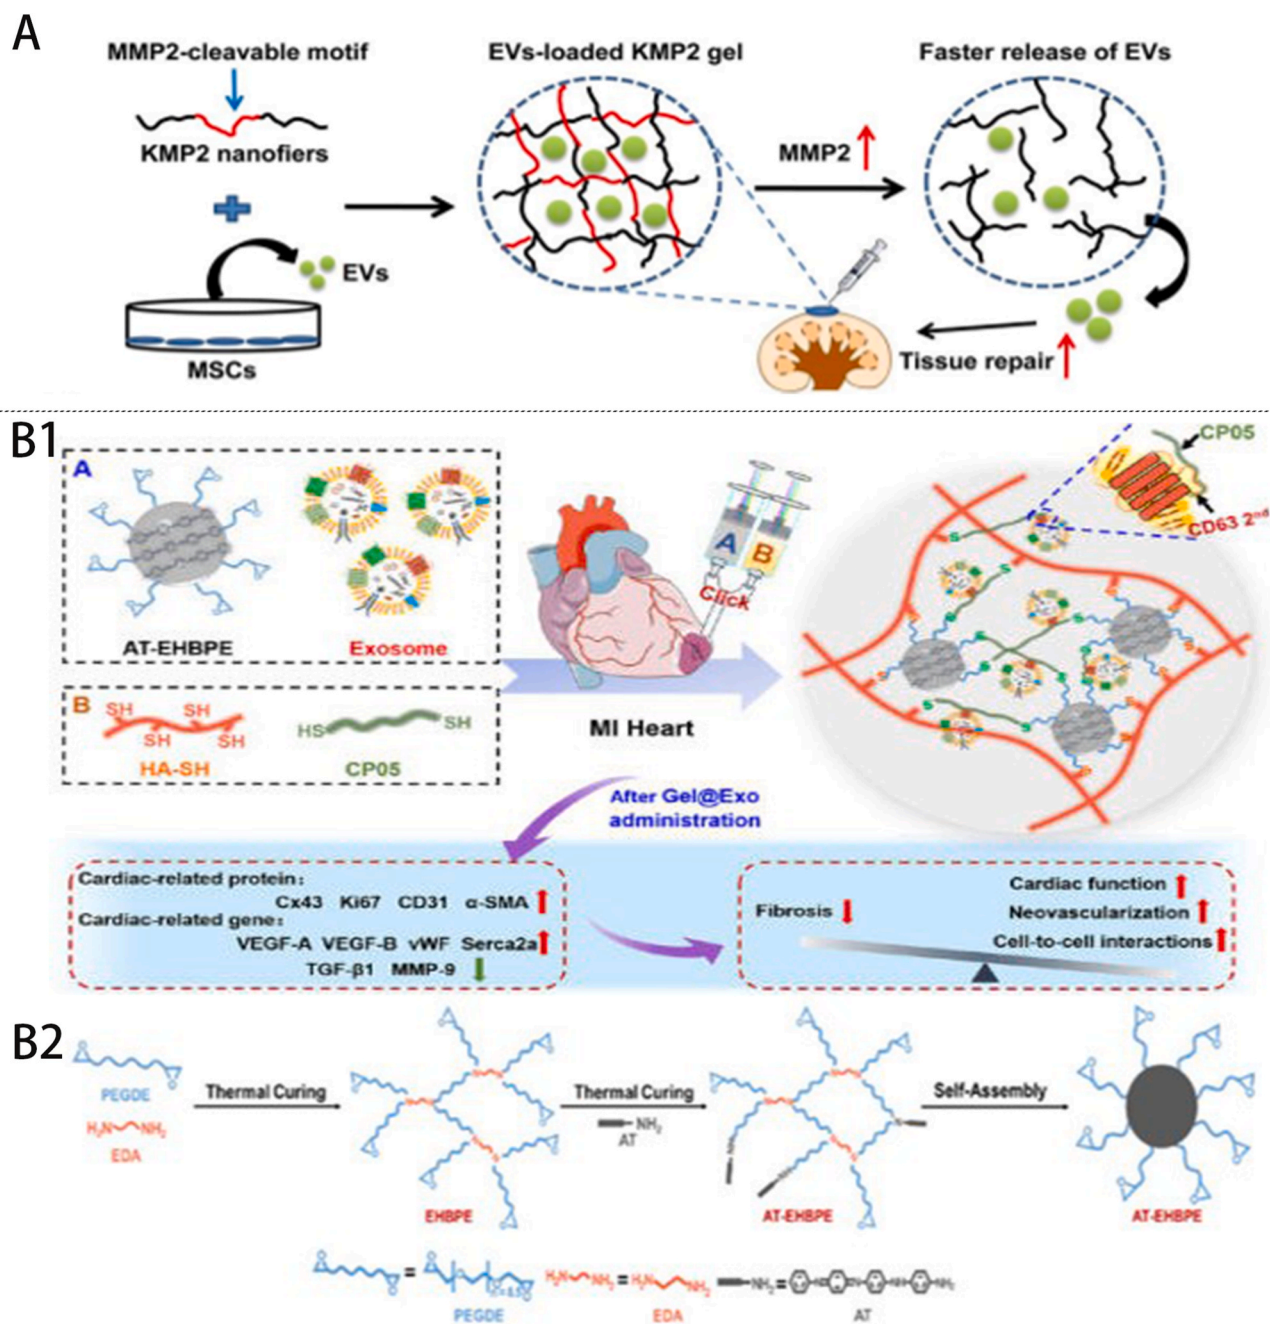 A
MMP2-cleavable motif
KMP2 nanofiers
EVs
MSCs
EVs-loaded KMP2 gel
MMP2
Faster release of EVs
Tissue repair
B1
A
AT-EHBPE
Exosome
B
SH
SH
SH
SH
HA-SH
HS
SH
CP05
A
B
Click
MI Heart
CP05
CD63 2nd
S
S
S
S
S
S
S
After Gel@Exo
administration
Cardiac-related protein:
Cx43 Ki67 CD31 α-SMA
Cardiac-related gene:
VEGF-A VEGF-B vWF Serca2a
TGF-β1 MMP-9
Fibrosis
Cardiac function
Neovascularization
Cell-to-cell interactions
B2
PEGDE
H₂N NH₂
EDA
Thermal Curing
EHBPE
Thermal Curing
NH₂
AT
AT-EHBPE
Self-Assembly
AT-EHBPE
=
PEGDE
H₂N NH₂ = H₂N NH₂
EDA
NH₂ =
AT